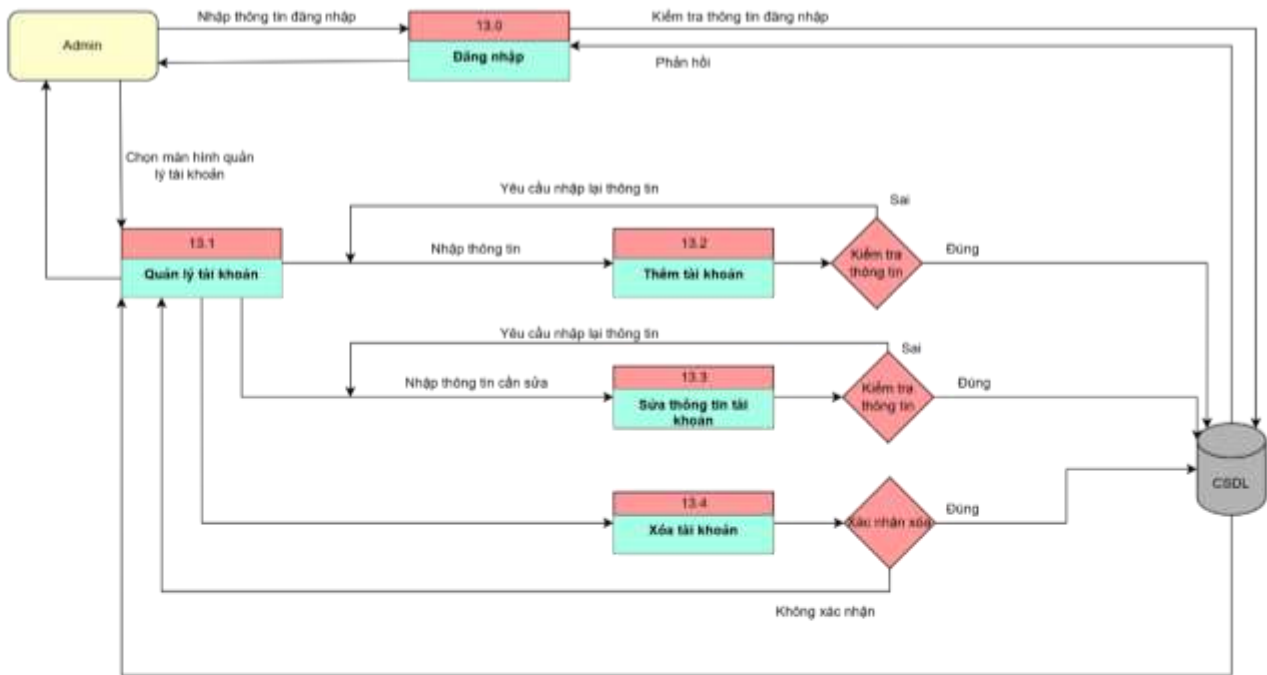 Nhập thông tin đăng nhập
Kiểm tra thông tin đăng nhập
13.0
Admin
Đăng nhập
Phản hồi
Chọn màn hình quản
lý tài khoản
Yêu cầu nhập lại thông tin
Sai
13.1
Nhập thông tin
13.2
Đúng
Quản lý tài khoản
Thêm tài khoản
Kiểm tra
thông tin
Yêu cầu nhập lại thông tin
Sai
13.3
Nhập thông tin cần sửa
Đúng
Sửa thông tin tài
khoản
Kiểm tra
thông tin
CSDL
13.4
Đúng
Xóa tài khoản
Xác nhận xóa
Không xác nhận